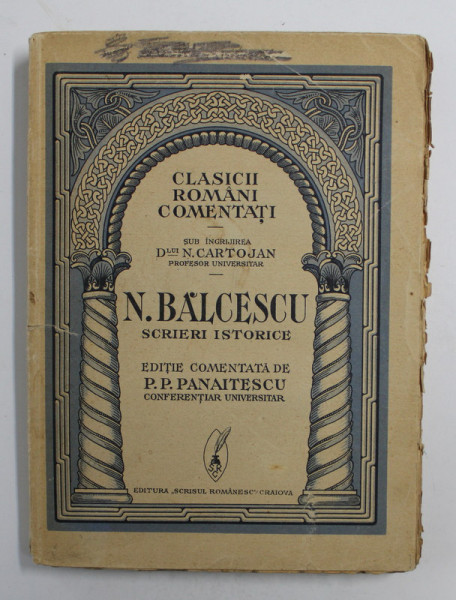 CLASICII
ROMÂNI
COMENTAȚI
SUB ÎNGRIJIREA
DLUI N. CARTOJAN
PROFESOR UNIVERSITAR
N. BĂLCESCU
SCRIERI ISTORICE
EDIȚIE COMENTATĂ DE
P. P. PANAITESCU
CONFERENȚIAR UNIVERSITAR
EDITURA „SCRISUL ROMÂNESC" CRAIOVA